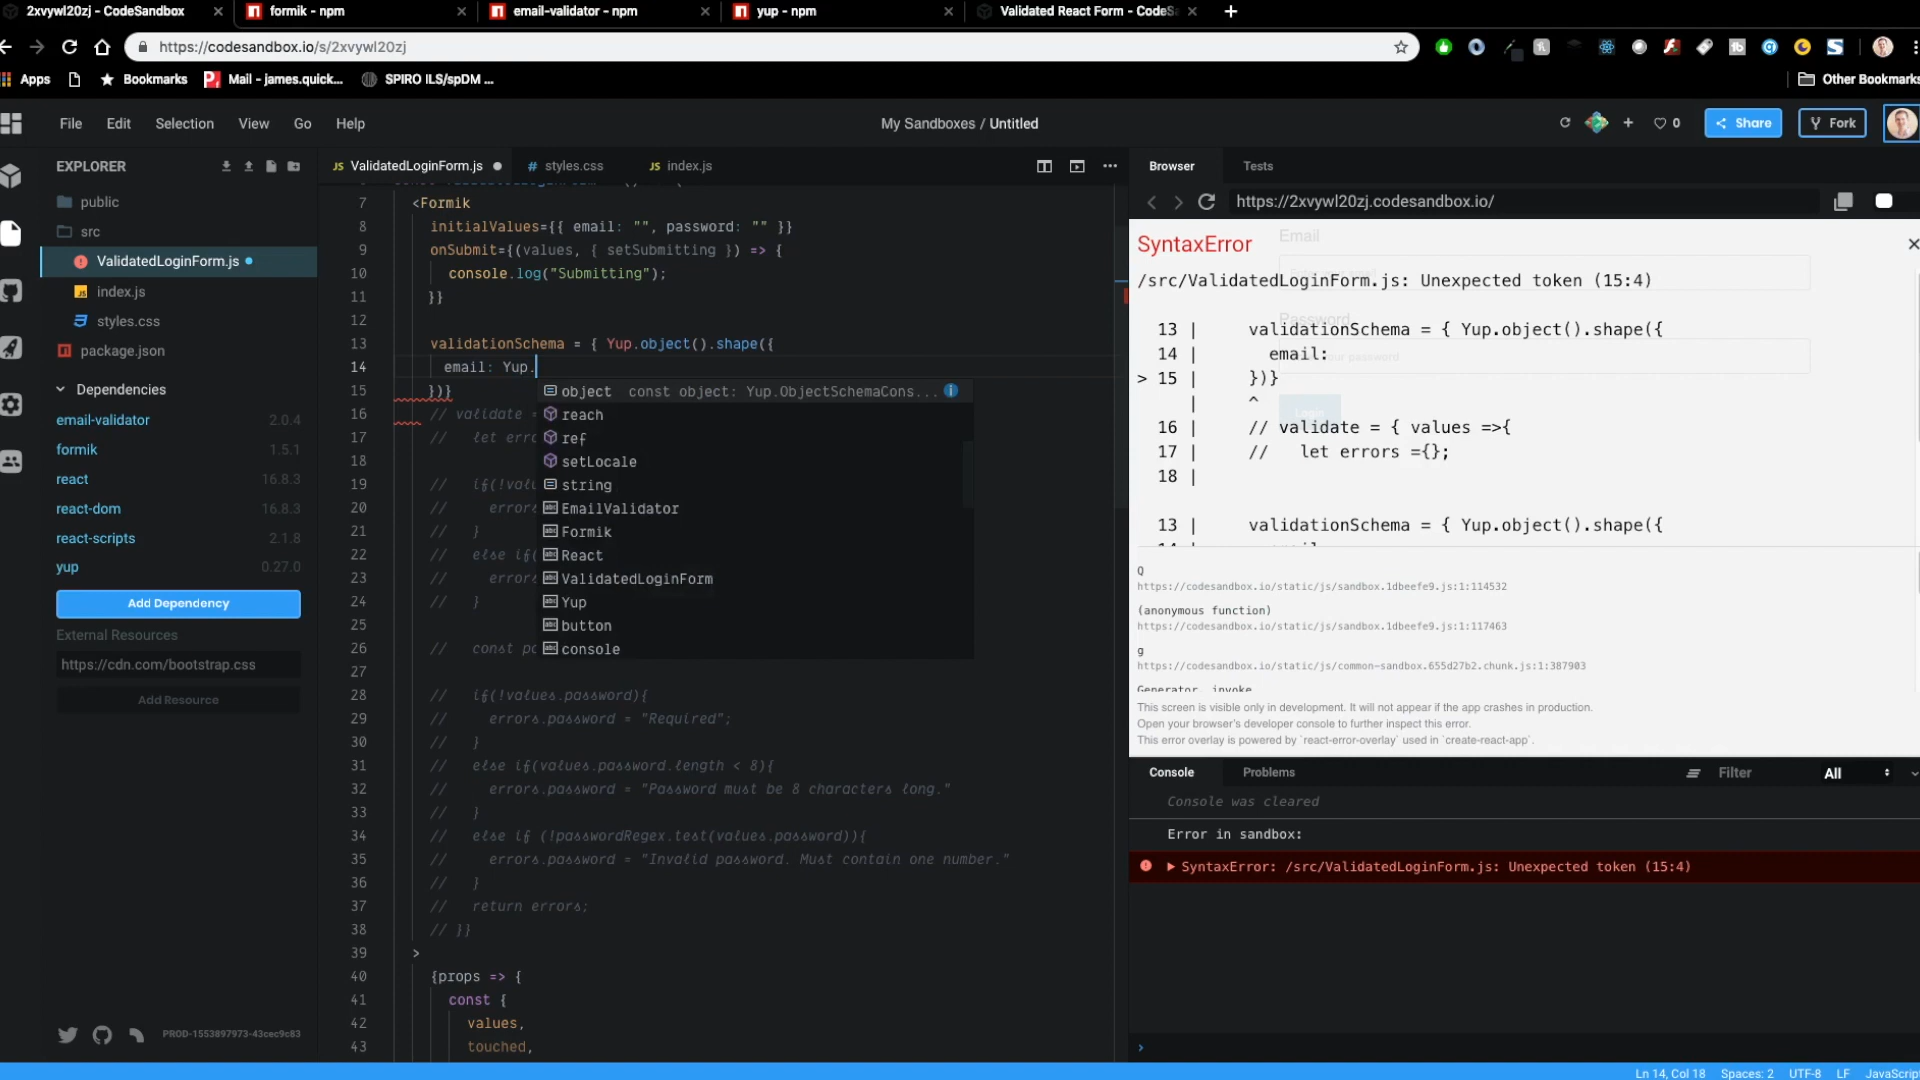 2xvywl20zj - CodeSandbox
formik - npm
email-validator - npm
yup - npm
Validated React Form - CodeS
https://codesandbox.io/s/2xvywl20zj
Apps
Bookmarks
Mail - james.quick...
SPIRO ILS/spDM ...
Other Bookmarks
File
Edit
Selection
View
Go
Help
My Sandboxes / Untitled
0
Share
Fork
EXPLORER
public
src
ValidatedLoginForm.js
index.js
styles.css
package.json
Dependencies
email-validator 2.0.4
formik 1.5.1
react 16.8.3
react-dom 16.8.3
react-scripts 2.1.8
yup 0.27.0
Add Dependency
External Resources
https://cdn.com/bootstrap.css
Add Resource
PROD-1553897973-43cec9c83
JS ValidatedLoginForm.js
# styles.css
JS index.js
7 <Formik
8 initialValues={{ email: "", password: "" }}
9 onSubmit={(values, { setSubmitting }) => {
10 console.log("Submitting");
11 }}
12
13 validationSchema = { Yup.object().shape({
14 email: Yup.
15 })}
16 // validate =
17 // let erro
18
19 // if(!valu
20 // errors
21 // }
22 // else if(
23 // errors
24 // }
25
26 // const pa
27
28 // if(!values.password){
29 // errors.password = "Required";
30 // }
31 // else if(values.password.length < 8){
32 // errors.password = "Password must be 8 characters long."
33 // }
34 // else if (!passwordRegex.test(values.password)){
35 // errors.password = "Invalid password. Must contain one number."
36 // }
37 // return errors;
38 // }}
39 >
40 {props => {
41 const {
42 values,
43 touched,
object const object: Yup.ObjectSchemaCons...
reach
ref
setLocale
string
EmailValidator
Formik
React
ValidatedLoginForm
Yup
button
console
Browser
Tests
https://2xvywl20zj.codesandbox.io/
Email
Password
Login
SyntaxError
/src/ValidatedLoginForm.js: Unexpected token (15:4)
13 | validationSchema = { Yup.object().shape({
14 | email:
> 15 | })}
| ^
16 | // validate = { values =>{
17 | // let errors ={};
18 |
13 | validationSchema = { Yup.object().shape({
Q
https://codesandbox.io/static/js/sandbox.1dbeefe9.js:1:114532
(anonymous function)
https://codesandbox.io/static/js/sandbox.1dbeefe9.js:1:117463
g
https://codesandbox.io/static/js/common-sandbox.655d27b2.chunk.js:1:387903
Generator. invoke
This screen is visible only in development. It will not appear if the app crashes in production.
Open your browser's developer console to further inspect this error.
This error overlay is powered by `react-error-overlay` used in `create-react-app`.
Console
Problems
Filter
All
Console was cleared
Error in sandbox:
SyntaxError: /src/ValidatedLoginForm.js: Unexpected token (15:4)
Ln 14, Col 18
Spaces: 2
UTF-8
LF
JavaScript